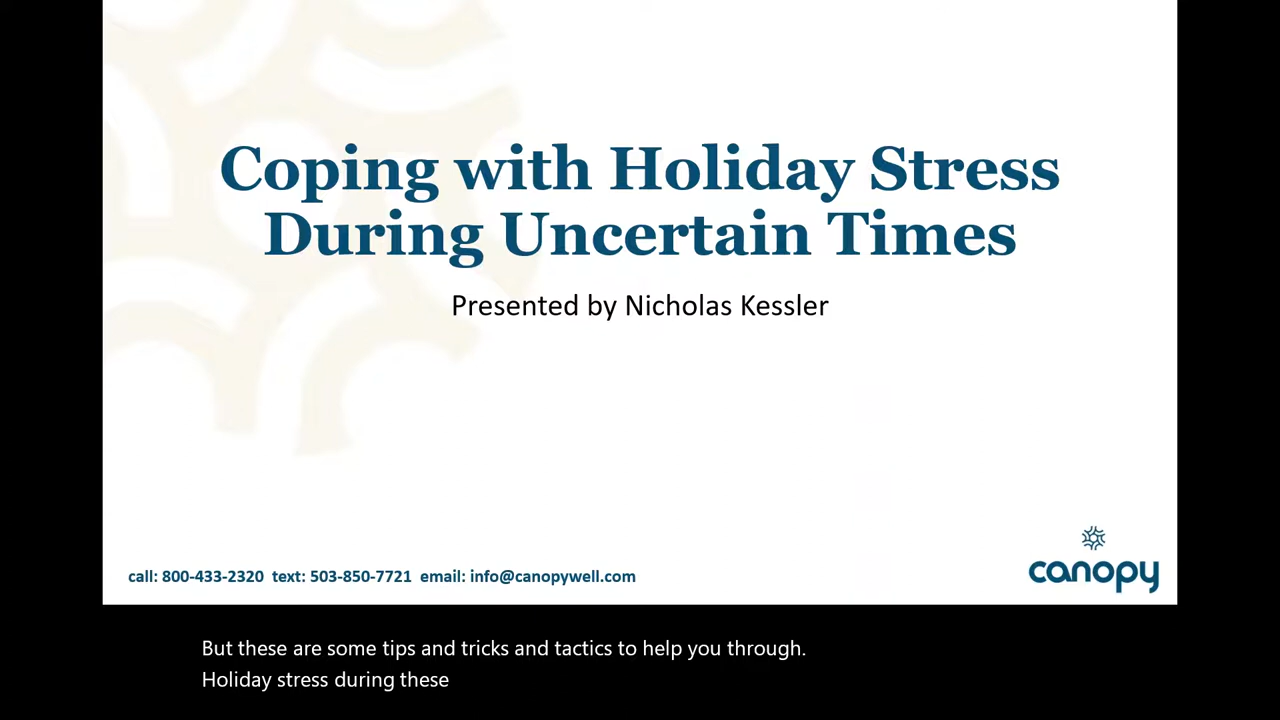 Coping with Holiday Stress
During Uncertain Times
Presented by Nicholas Kessler
call: 800-433-2320 text: 503-850-7721 email: info@canopywell.com
canopy
But these are some tips and tricks and tactics to help you through.
Holiday stress during these